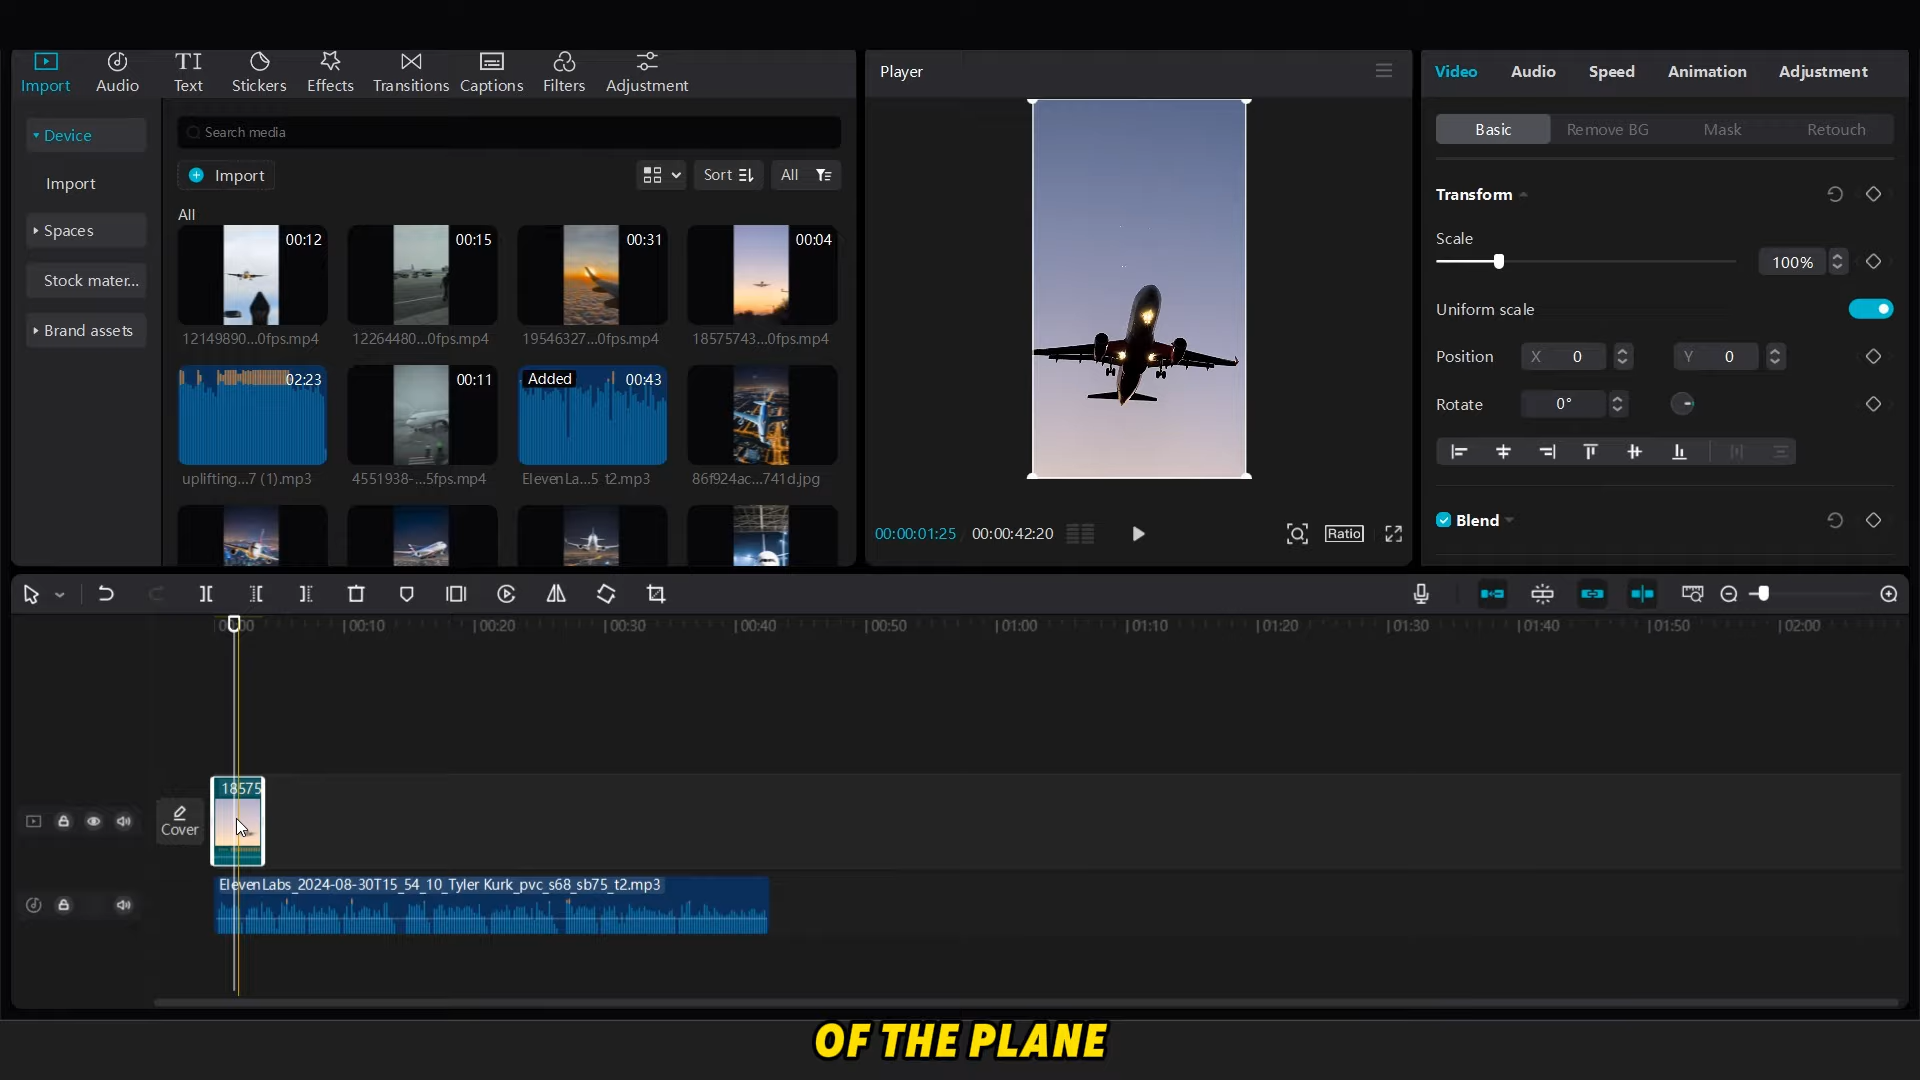 Import
Audio
Text
Stickers
Effects
Transitions
Captions
Filters
Adjustment
Device
Import
Spaces
Stock mater...
Brand assets
Search media
Import
Sort
All
All
00:12
00:15
00:31
00:04
12149890...0fps.mp4
12264480...0fps.mp4
19546327...0fps.mp4
18575743...0fps.mp4
02:23
00:11
Added
00:43
uplifting...7 (1).mp3
4551938-...5fps.mp4
ElevenLa...5 t2.mp3
86f924ac...741d.jpg
Player
00:00:01:25
00:00:42:20
Ratio
Video
Audio
Speed
Animation
Adjustment
Basic
Remove BG
Mask
Retouch
Transform
Scale
100%
Uniform scale
Position
X 0
Y 0
Rotate
0°
Blend
00:00
00:10
00:20
00:30
00:40
00:50
01:00
01:10
01:20
01:30
01:40
01:50
02:00
Cover
18575
ElevenLabs_2024-08-30T15_54_10_Tyler Kurk_pvc_s68_sb75_t2.mp3
OF THE PLANE